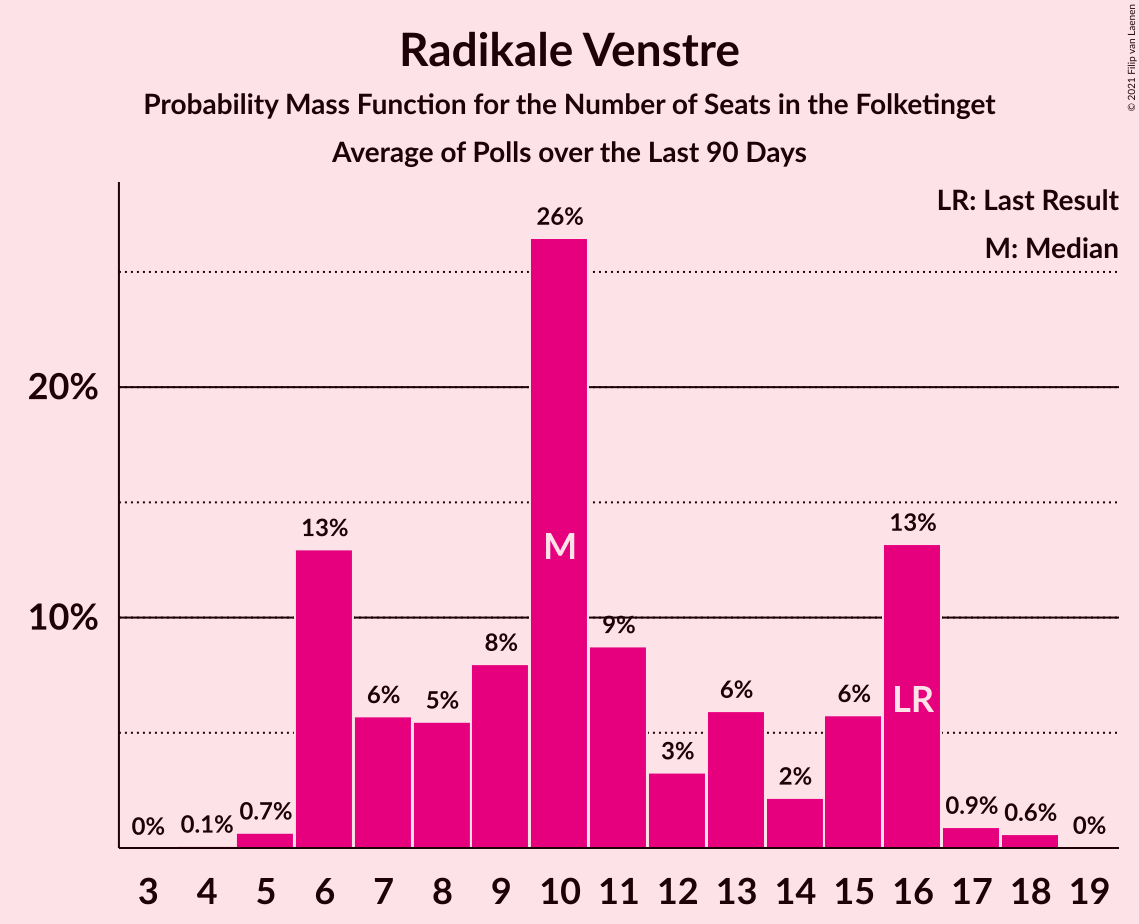 Radikale Venstre
Probability Mass Function for the Number of Seats in the Folketinget
Average of Polls over the Last 90 Days
© 2021 Filip van Laenen
LR: Last Result
M: Median
20%
10%
0%
0.1%
0.7%
13%
6%
5%
8%
26%
9%
3%
6%
2%
6%
13%
0.9%
0.6%
0%
M
LR
3 4 5 6 7 8 9 10 11 12 13 14 15 16 17 18 19